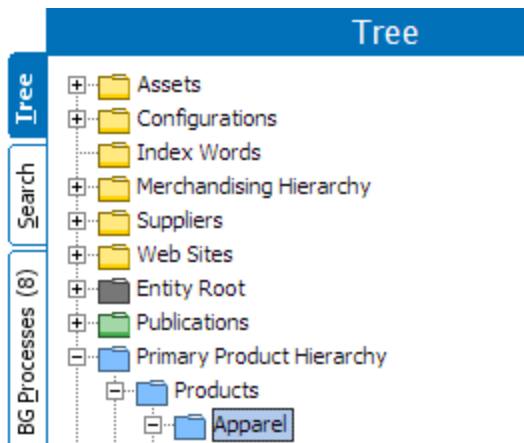 Tree
Tree
Search
BG Processes (8)
Assets
Configurations
Index Words
Merchandising Hierarchy
Suppliers
Web Sites
Entity Root
Publications
Primary Product Hierarchy
Products
Apparel